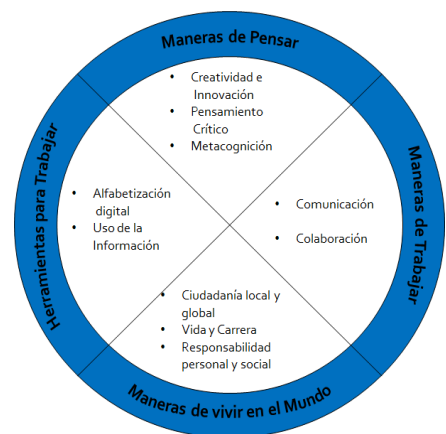 Maneras de Pensar
• Creatividad e
Innovación
• Pensamiento
Crítico
• Metacognición
Herramientas para Trabajar
• Alfabetización
digital
• Uso de la
Información
• Comunicación
• Colaboración
Maneras de Trabajar
• Ciudadanía local y
global
• Vida y Carrera
• Responsabilidad
personal y social
Maneras de vivir en el Mundo